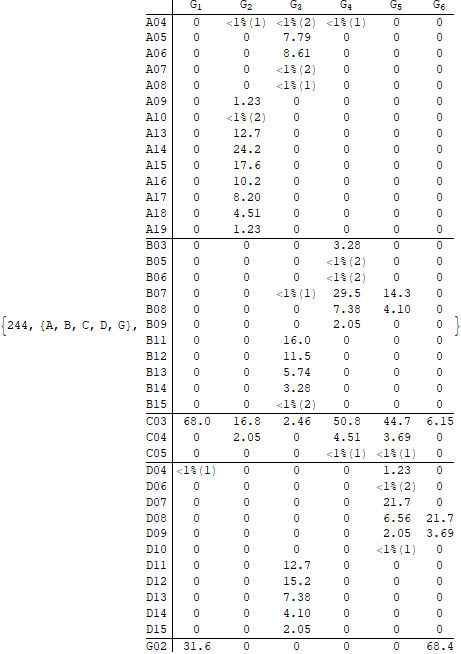 G₁ G₂ G₃ G₄ G₅ G₆
A04 0 <1%(1) <1%(2) <1%(1) 0 0
A05 0 0 7.79 0 0 0
A06 0 0 8.61 0 0 0
A07 0 0 <1%(2) 0 0 0
A08 0 0 <1%(1) 0 0 0
A09 0 1.23 0 0 0 0
A10 0 <1%(2) 0 0 0 0
A13 0 12.7 0 0 0 0
A14 0 24.2 0 0 0 0
A15 0 17.6 0 0 0 0
A16 0 10.2 0 0 0 0
A17 0 8.20 0 0 0 0
A18 0 4.51 0 0 0 0
A19 0 1.23 0 0 0 0
B03 0 0 0 3.28 0 0
B05 0 0 0 <1%(2) 0 0
B06 0 0 0 <1%(2) 0 0
B07 0 0 <1%(1) 29.5 14.3 0
B08 0 0 0 7.38 4.10 0
{244, {A, B, C, D, G}, B09 0 0 0 2.05 0 0 }
B11 0 0 16.0 0 0 0
B12 0 0 11.5 0 0 0
B13 0 0 5.74 0 0 0
B14 0 0 3.28 0 0 0
B15 0 0 <1%(2) 0 0 0
C03 68.0 16.8 2.46 50.8 44.7 6.15
C04 0 2.05 0 4.51 3.69 0
C05 0 0 0 <1%(1) <1%(1) 0
D04 <1%(1) 0 0 0 1.23 0
D06 0 0 0 0 <1%(2) 0
D07 0 0 0 0 21.7 0
D08 0 0 0 0 6.56 21.7
D09 0 0 0 0 2.05 3.69
D10 0 0 0 0 <1%(1) 0
D11 0 0 12.7 0 0 0
D12 0 0 15.2 0 0 0
D13 0 0 7.38 0 0 0
D14 0 0 4.10 0 0 0
D15 0 0 2.05 0 0 0
G02 31.6 0 0 0 0 68.4